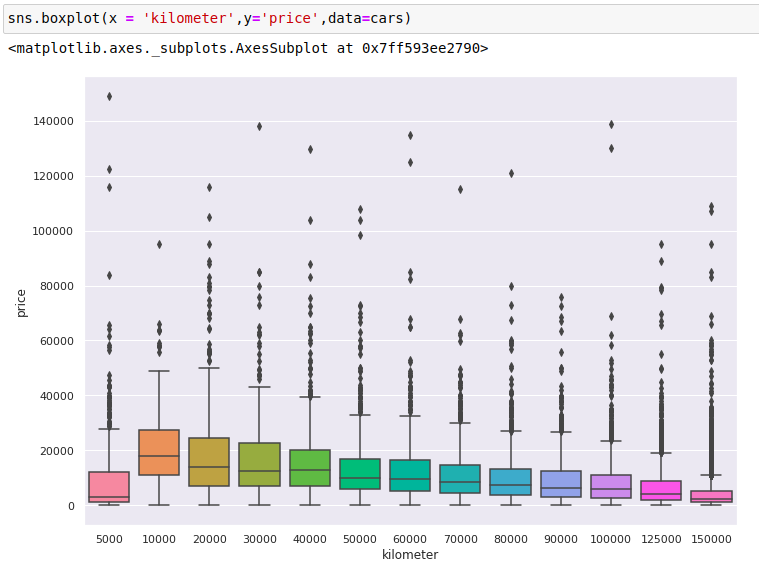 sns.boxplot(x = 'kilometer',y='price',data=cars)
<matplotlib.axes._subplots.AxesSubplot at 0x7ff593ee2790>
140000
120000
100000
80000
60000
40000
20000
0
price
5000 10000 20000 30000 40000 50000 60000 70000 80000 90000 100000 125000 150000
kilometer